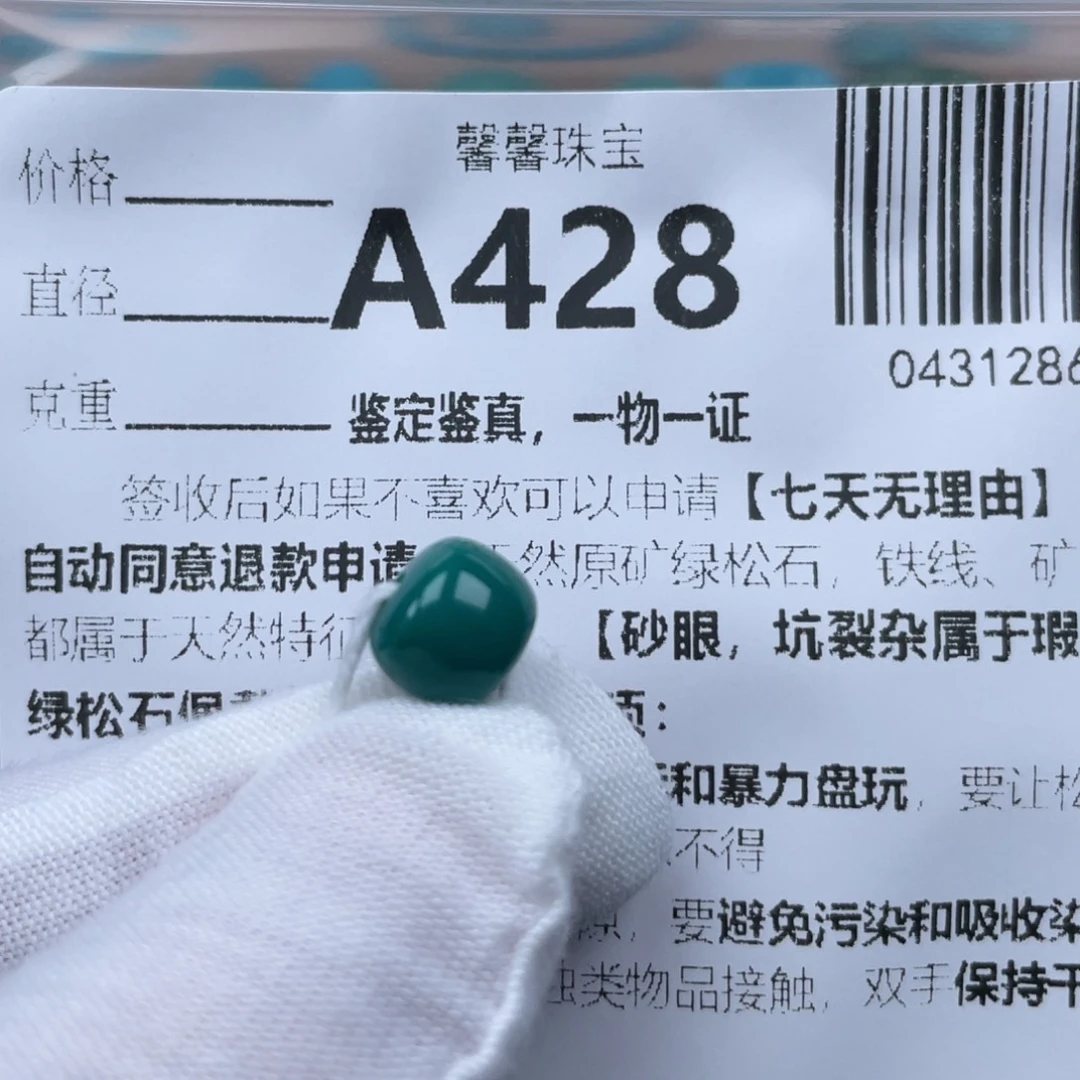 馨馨珠宝
价格
A428
直径
0431286
克重
鉴定鉴真，一物一证
签收后如果不喜欢可以申请【七天无理由】
自动同意退款申请 然原矿绿松石，铁线、矿
都属于天然特征 【砂眼，坑裂杂属于瑕
绿松石佩 项：
和暴力盘玩，要让松
不得
原，要避免污染和吸收染
类物品接触，双手保持干